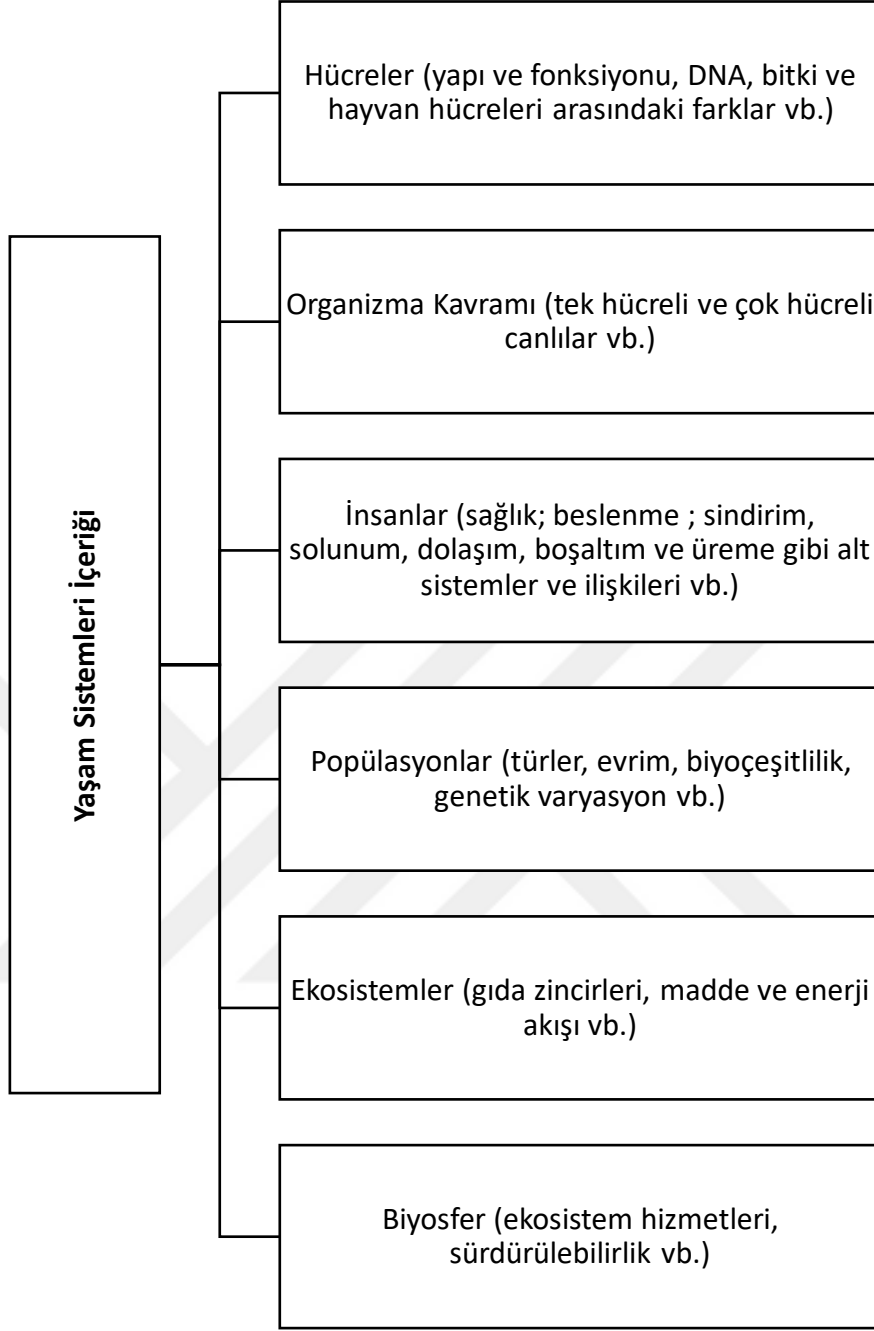 Yaşam Sistemleri İçeriği
Hücreler (yapı ve fonksiyonu, DNA, bitki ve
hayvan hücreleri arasındaki farklar vb.)
Organizma Kavramı (tek hücreli ve çok hücreli
canlılar vb.)
İnsanlar (sağlık; beslenme ; sindirim,
solunum, dolaşım, boşaltım ve üreme gibi alt
sistemler ve ilişkileri vb.)
Popülasyonlar (türler, evrim, biyoçeşitlilik,
genetik varyasyon vb.)
Ekosistemler (gıda zincirleri, madde ve enerji
akışı vb.)
Biyosfer (ekosistem hizmetleri,
sürdürülebilirlik vb.)